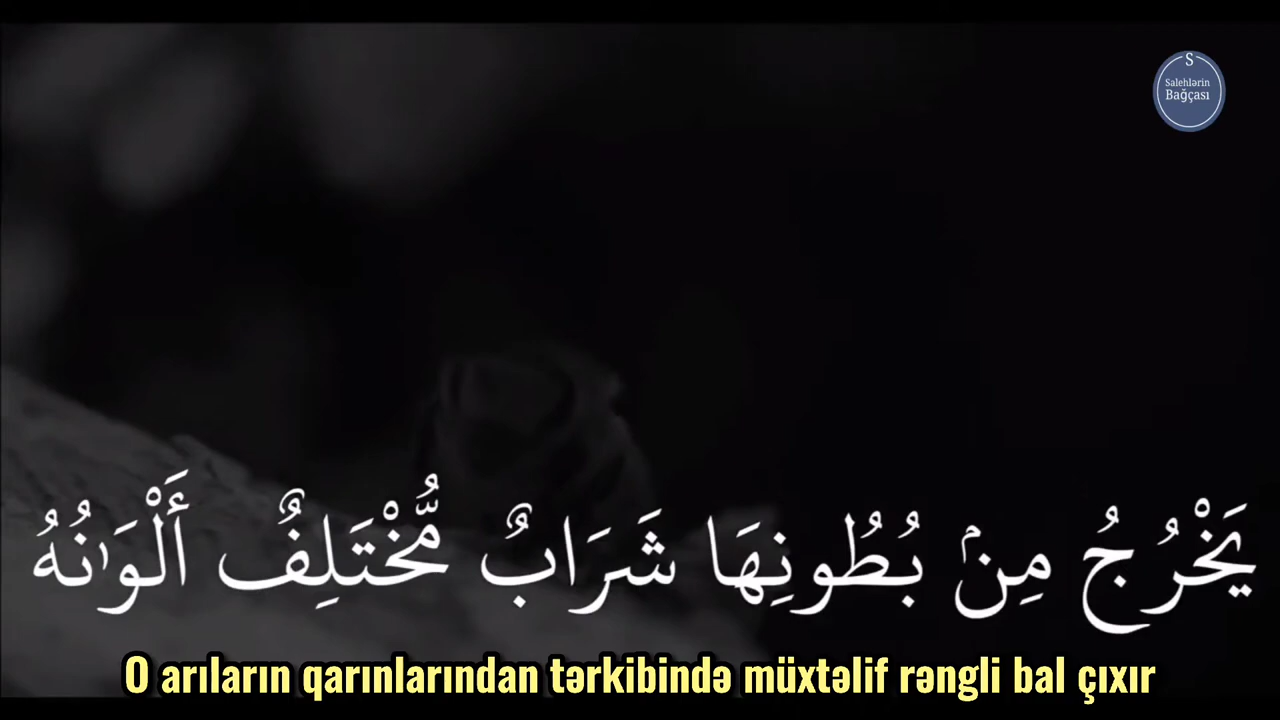 S
Salehlərin
Bağçası
يَخْرُجُ مِنۢ بُطُونِهَا شَرَابٌ مُّخْتَلِفٌ أَلْوَٰنُهُ
O arıların qarınlarından tərkibində müxtəlif rəngli bal çıxır